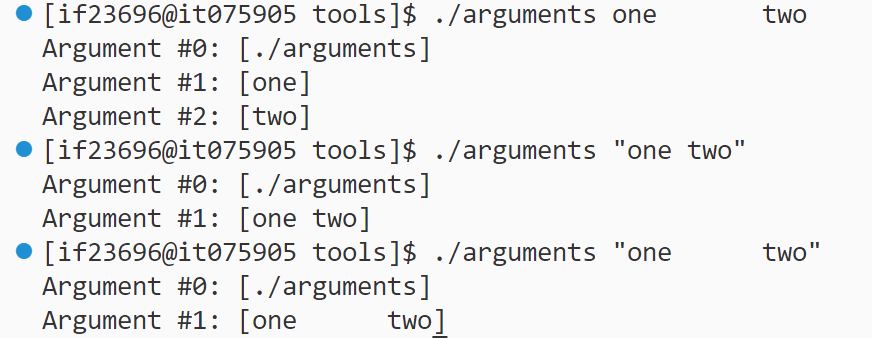 [if23696@it075905 tools]$ ./arguments one       two
Argument #0: [./arguments]
Argument #1: [one]
Argument #2: [two]
[if23696@it075905 tools]$ ./arguments "one two"
Argument #0: [./arguments]
Argument #1: [one two]
[if23696@it075905 tools]$ ./arguments "one      two"
Argument #0: [./arguments]
Argument #1: [one      two]